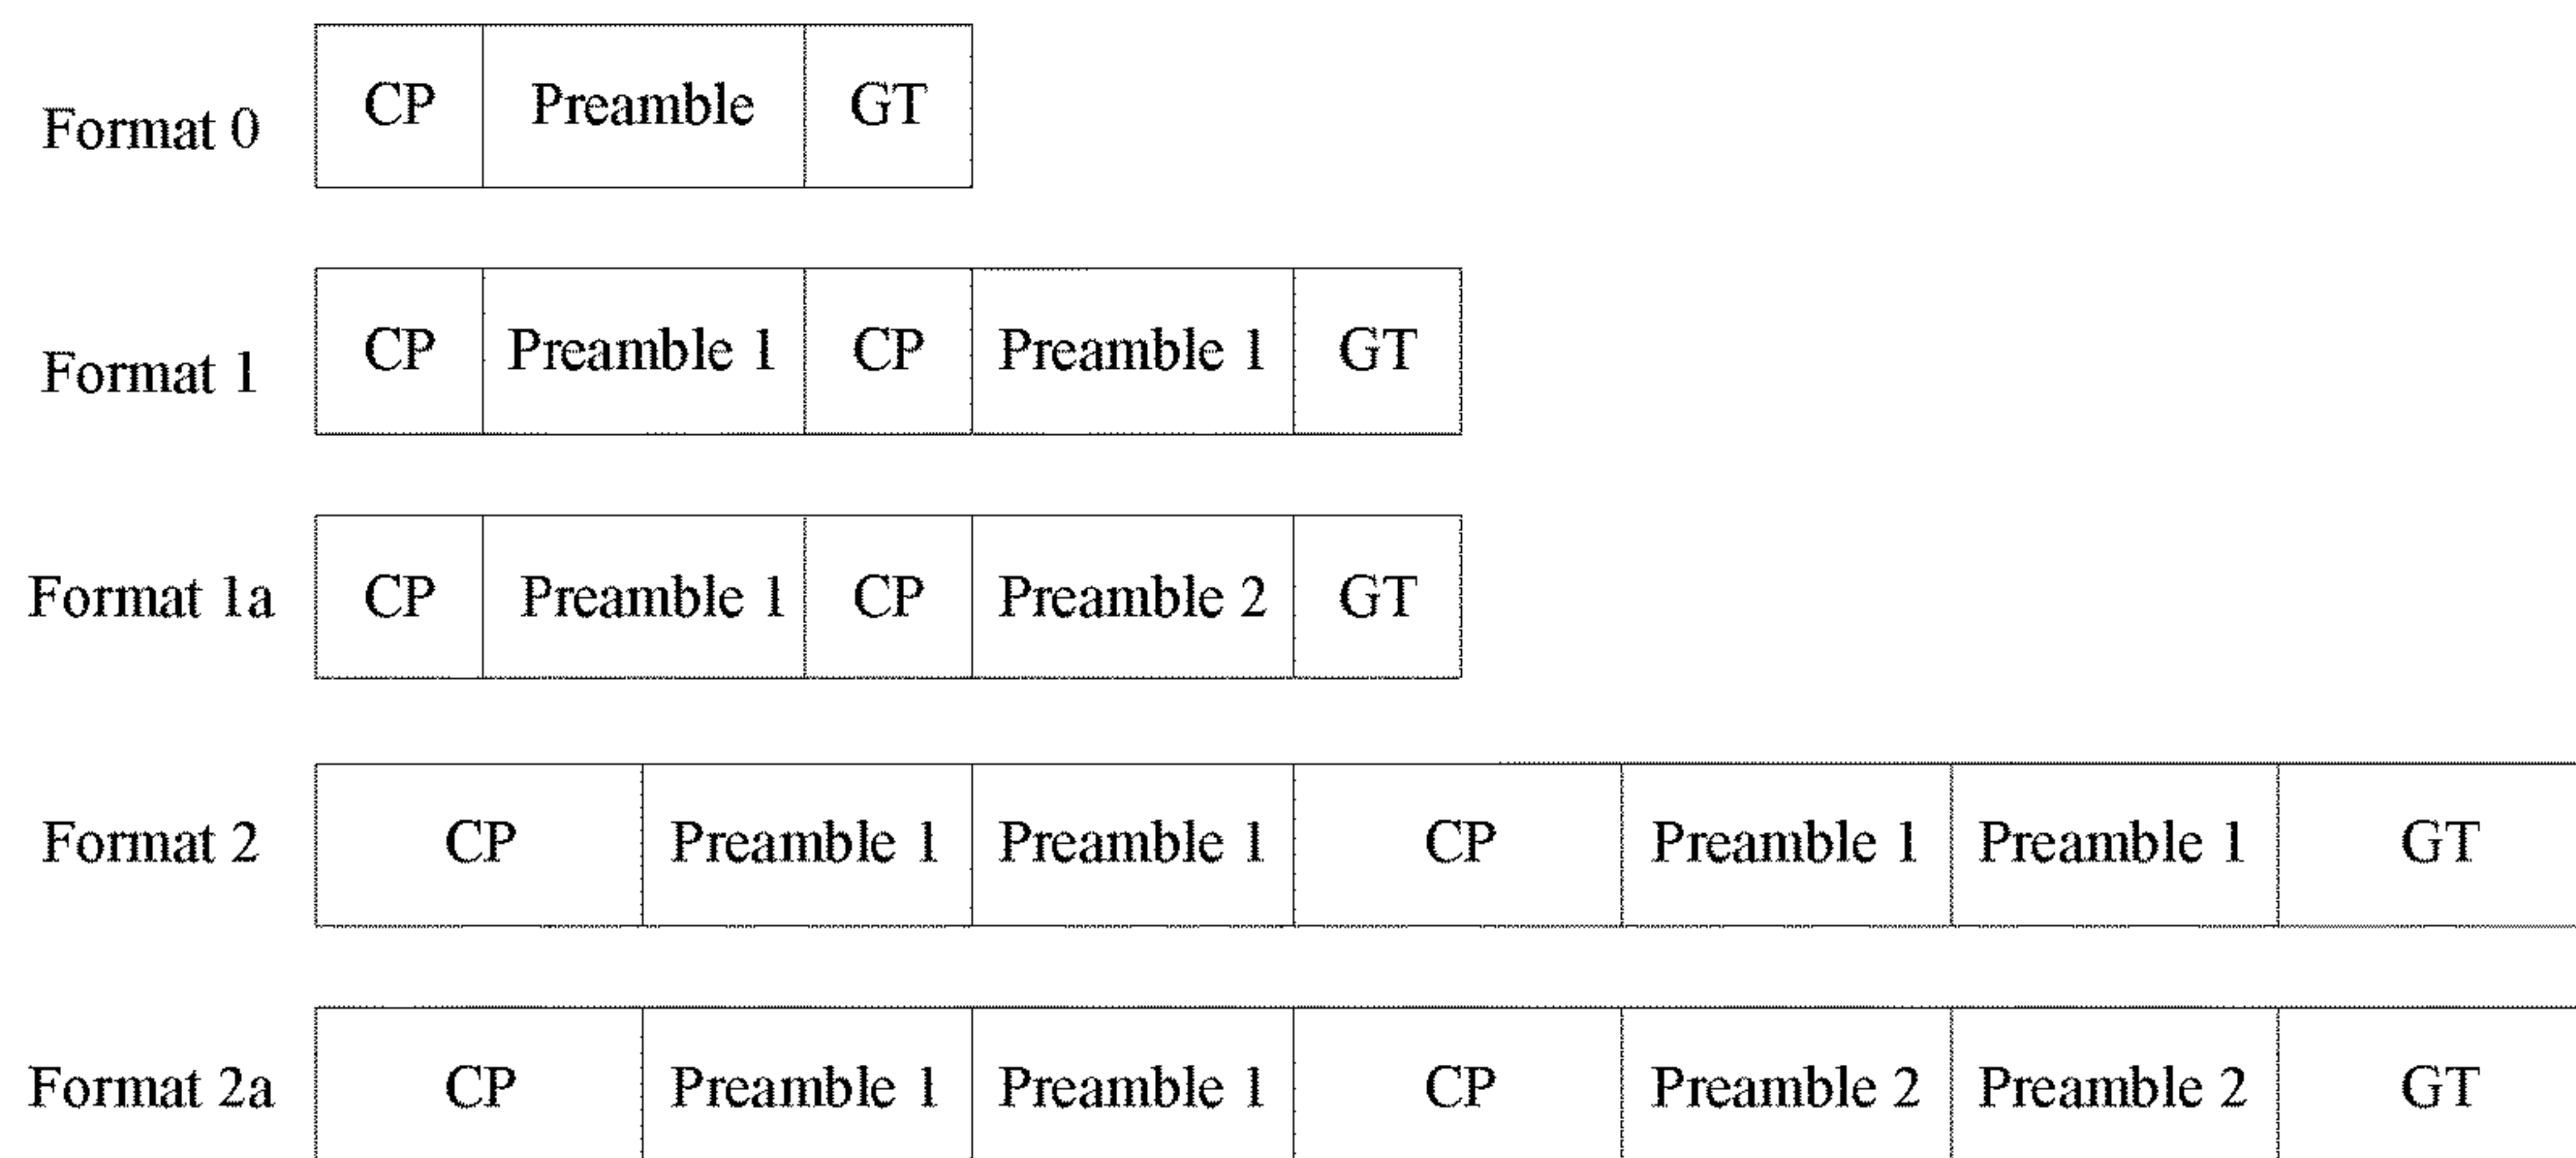 Format 0 CP Preamble GT
Format 1 CP Preamble 1 CP Preamble 1 GT
Format 1a CP Preamble 1 CP Preamble 2 GT
Format 2 CP Preamble 1 Preamble 1 CP Preamble 1 Preamble 1 GT
Format 2a CP Preamble 1 Preamble 1 CP Preamble 2 Preamble 2 GT